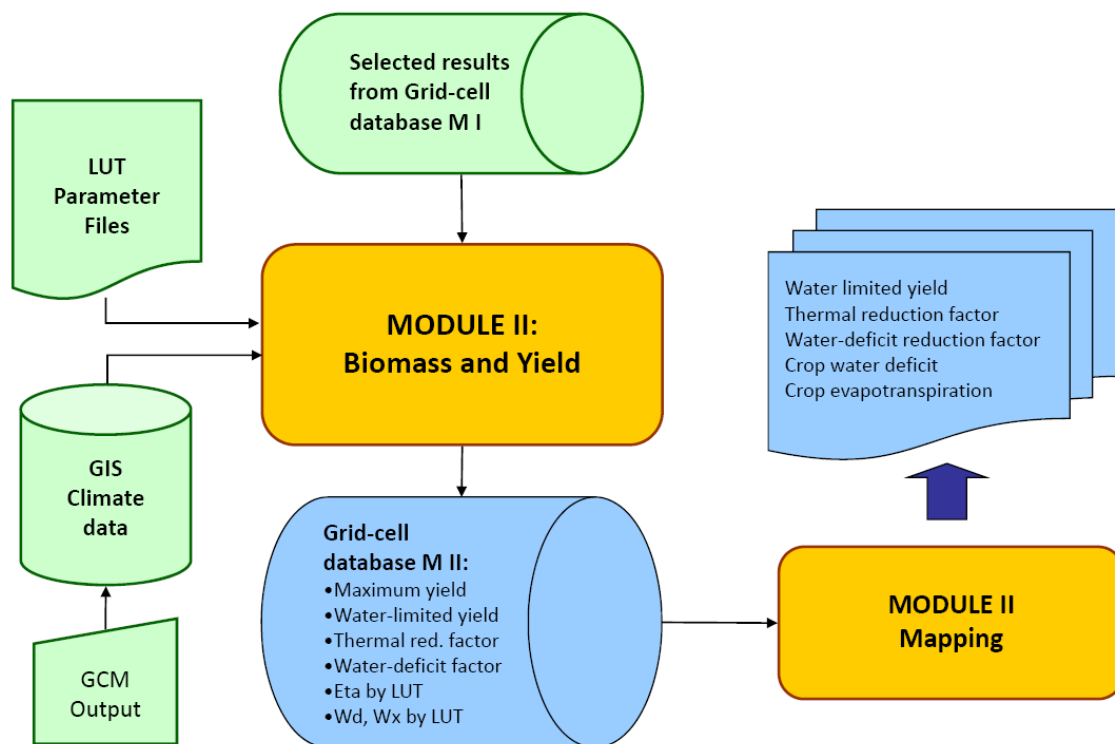 Selected results
from Grid-cell
database M I
LUT
Parameter
Files
MODULE II:
Biomass and Yield
Water limited yield
Thermal reduction factor
Water-deficit reduction factor
Crop water deficit
Crop evapotranspiration
GIS
Climate
data
Grid-cell
database M II:
•Maximum yield
•Water-limited yield
•Thermal red. factor
•Water-deficit factor
•Eta by LUT
•Wd, Wx by LUT
MODULE II
Mapping
GCM
Output